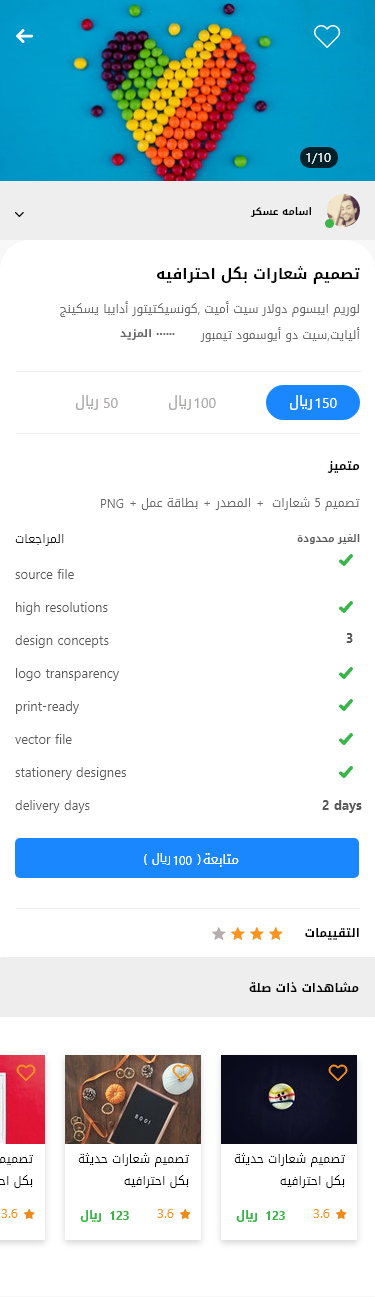 1/10
اسامه عسكر
تصميم شعارات بكل احترافيه
لوريم ايبسوم دولار سيت أميت ,كونسيكتيتور أدايبا يسكينج
أليايت,سيت دو أيوسمود تيمبور ...... المزيد
150ريال 100ريال 50 ريال
متميز
تصميم 5 شعارات + المصدر + بطاقة عمل + PNG
الغير محدودة المراجعات
source file
high resolutions
design concepts 3
logo transparency
print-ready
vector file
stationery designes
delivery days 2 days
متابعة ( 100 ريال )
التقييمات
مشاهدات ذات صلة
BOO!
تصميم شعارات حديثة
بكل احترافيه
3.6
123 ريال
تصميم شعارات حديثة
بكل احترافيه
3.6
123 ريال
3.6